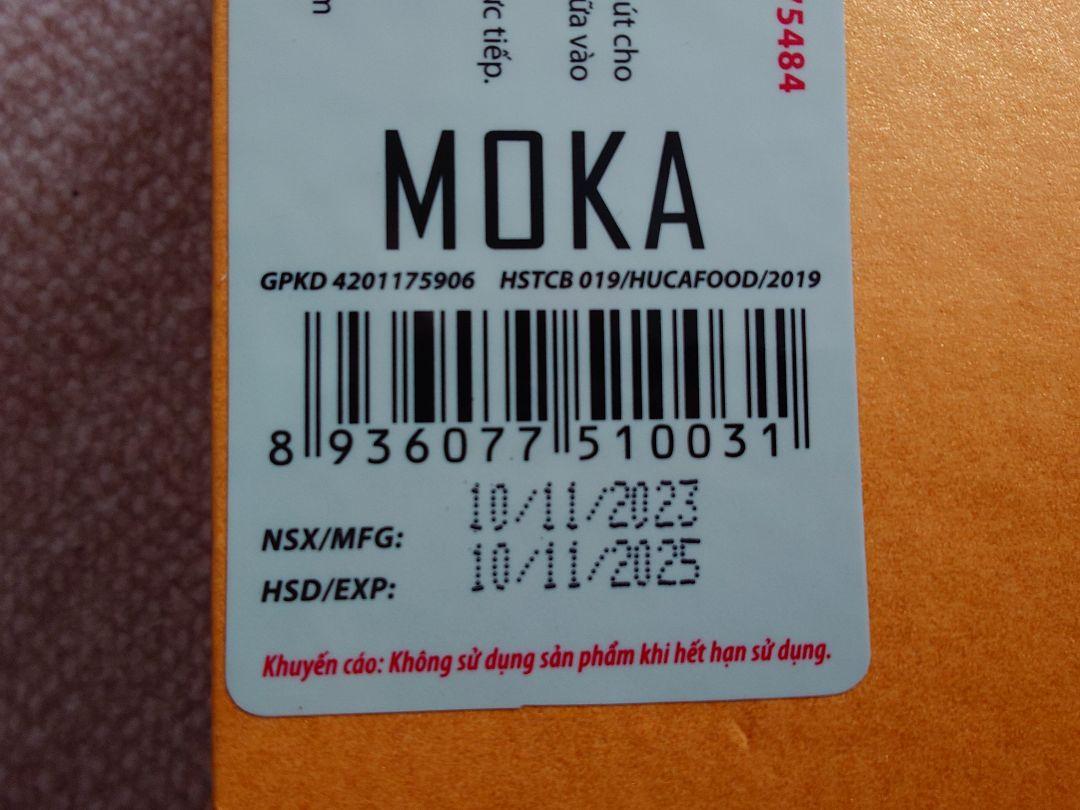 ực tiếp.
út cho
ữa vào
75484
MOKA
GPKD 4201175906 HSTCB 019/HUCAFOOD/2019
8 936077 510031
NSX/MFG: 10/11/2023
HSD/EXP: 10/11/2025
Khuyến cáo: Không sử dụng sản phẩm khi hết hạn sử dụng.